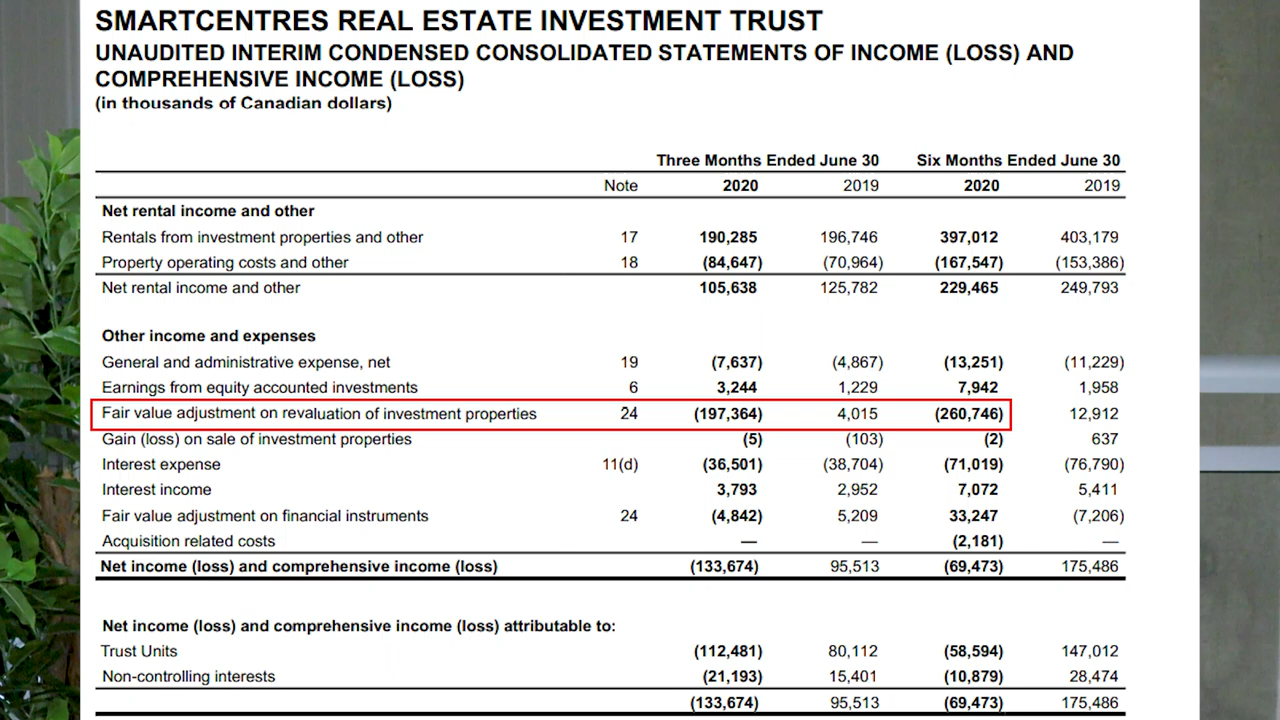 SMARTCENTRES REAL ESTATE INVESTMENT TRUST
UNAUDITED INTERIM CONDENSED CONSOLIDATED STATEMENTS OF INCOME (LOSS) AND
COMPREHENSIVE INCOME (LOSS)
(in thousands of Canadian dollars)
Three Months Ended June 30 Six Months Ended June 30
Note 2020 2019 2020 2019
Net rental income and other
Rentals from investment properties and other 17 190,285 196,746 397,012 403,179
Property operating costs and other 18 (84,647) (70,964) (167,547) (153,386)
Net rental income and other 105,638 125,782 229,465 249,793
Other income and expenses
General and administrative expense, net 19 (7,637) (4,867) (13,251) (11,229)
Earnings from equity accounted investments 6 3,244 1,229 7,942 1,958
Fair value adjustment on revaluation of investment properties 24 (197,364) 4,015 (260,746) 12,912
Gain (loss) on sale of investment properties (5) (103) (2) 637
Interest expense 11(d) (36,501) (38,704) (71,019) (76,790)
Interest income 3,793 2,952 7,072 5,411
Fair value adjustment on financial instruments 24 (4,842) 5,209 33,247 (7,206)
Acquisition related costs — — (2,181) —
Net income (loss) and comprehensive income (loss) (133,674) 95,513 (69,473) 175,486
Net income (loss) and comprehensive income (loss) attributable to:
Trust Units (112,481) 80,112 (58,594) 147,012
Non-controlling interests (21,193) 15,401 (10,879) 28,474
(133,674) 95,513 (69,473) 175,486